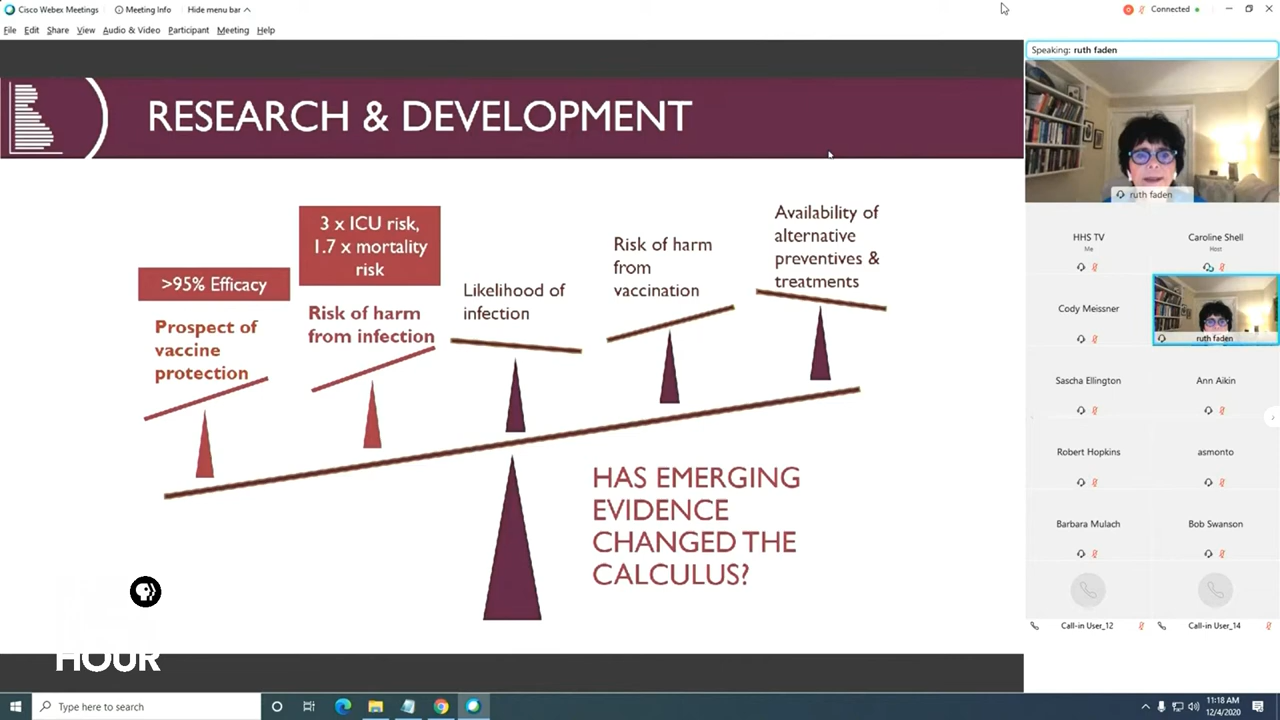 Cisco Webex Meetings
Meeting Info
Hide menu bar
Connected
File Edit Share View Audio & Video Participant Meeting Help
RESEARCH & DEVELOPMENT
>95% Efficacy
Prospect of
vaccine
protection
3 x ICU risk,
1.7 x mortality
risk
Risk of harm
from infection
Likelihood of
infection
Risk of harm
from
vaccination
Availability of
alternative
preventives &
treatments
HAS EMERGING
EVIDENCE
CHANGED THE
CALCULUS?
HOUR
Speaking: ruth faden
ruth faden
HHS TV
Me
Caroline Shell
Host
Cody Meissner
ruth faden
Sascha Ellington
Ann Aikin
Robert Hopkins
asmonto
Barbara Mulach
Bob Swanson
Call-in User_12
Call-in User_14
Type here to search
11:18 AM
12/4/2020